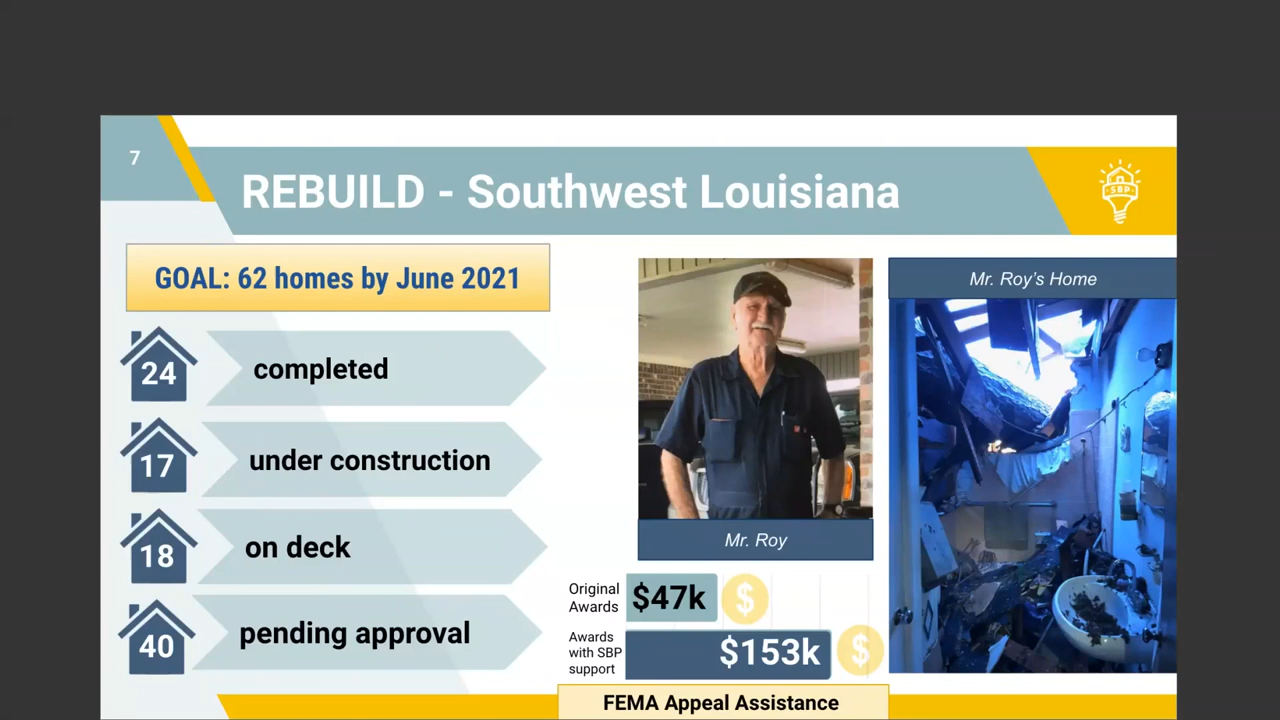 7
REBUILD - Southwest Louisiana
SBP
GOAL: 62 homes by June 2021
24
completed
17
under construction
18
on deck
40
pending approval
Mr. Roy
Mr. Roy's Home
Original
Awards
$47k
$
Awards
with SBP
support
$153k
$
FEMA Appeal Assistance